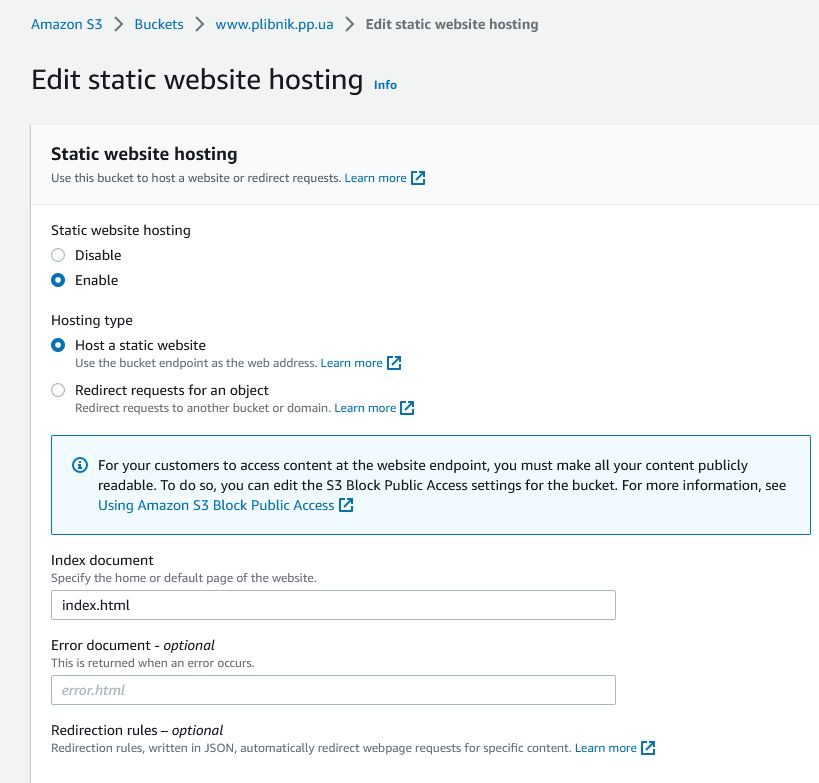 Amazon S3 > Buckets > www.plibnik.pp.ua > Edit static website hosting
Edit static website hosting Info
Static website hosting
Use this bucket to host a website or redirect requests. Learn more
Static website hosting
Disable
Enable
Hosting type
Host a static website
Use the bucket endpoint as the web address. Learn more
Redirect requests for an object
Redirect requests to another bucket or domain. Learn more
For your customers to access content at the website endpoint, you must make all your content publicly
readable. To do so, you can edit the S3 Block Public Access settings for the bucket. For more information, see
Using Amazon S3 Block Public Access
Index document
Specify the home or default page of the website.
index.html
Error document - optional
This is returned when an error occurs.
error.html
Redirection rules – optional
Redirection rules, written in JSON, automatically redirect webpage requests for specific content. Learn more